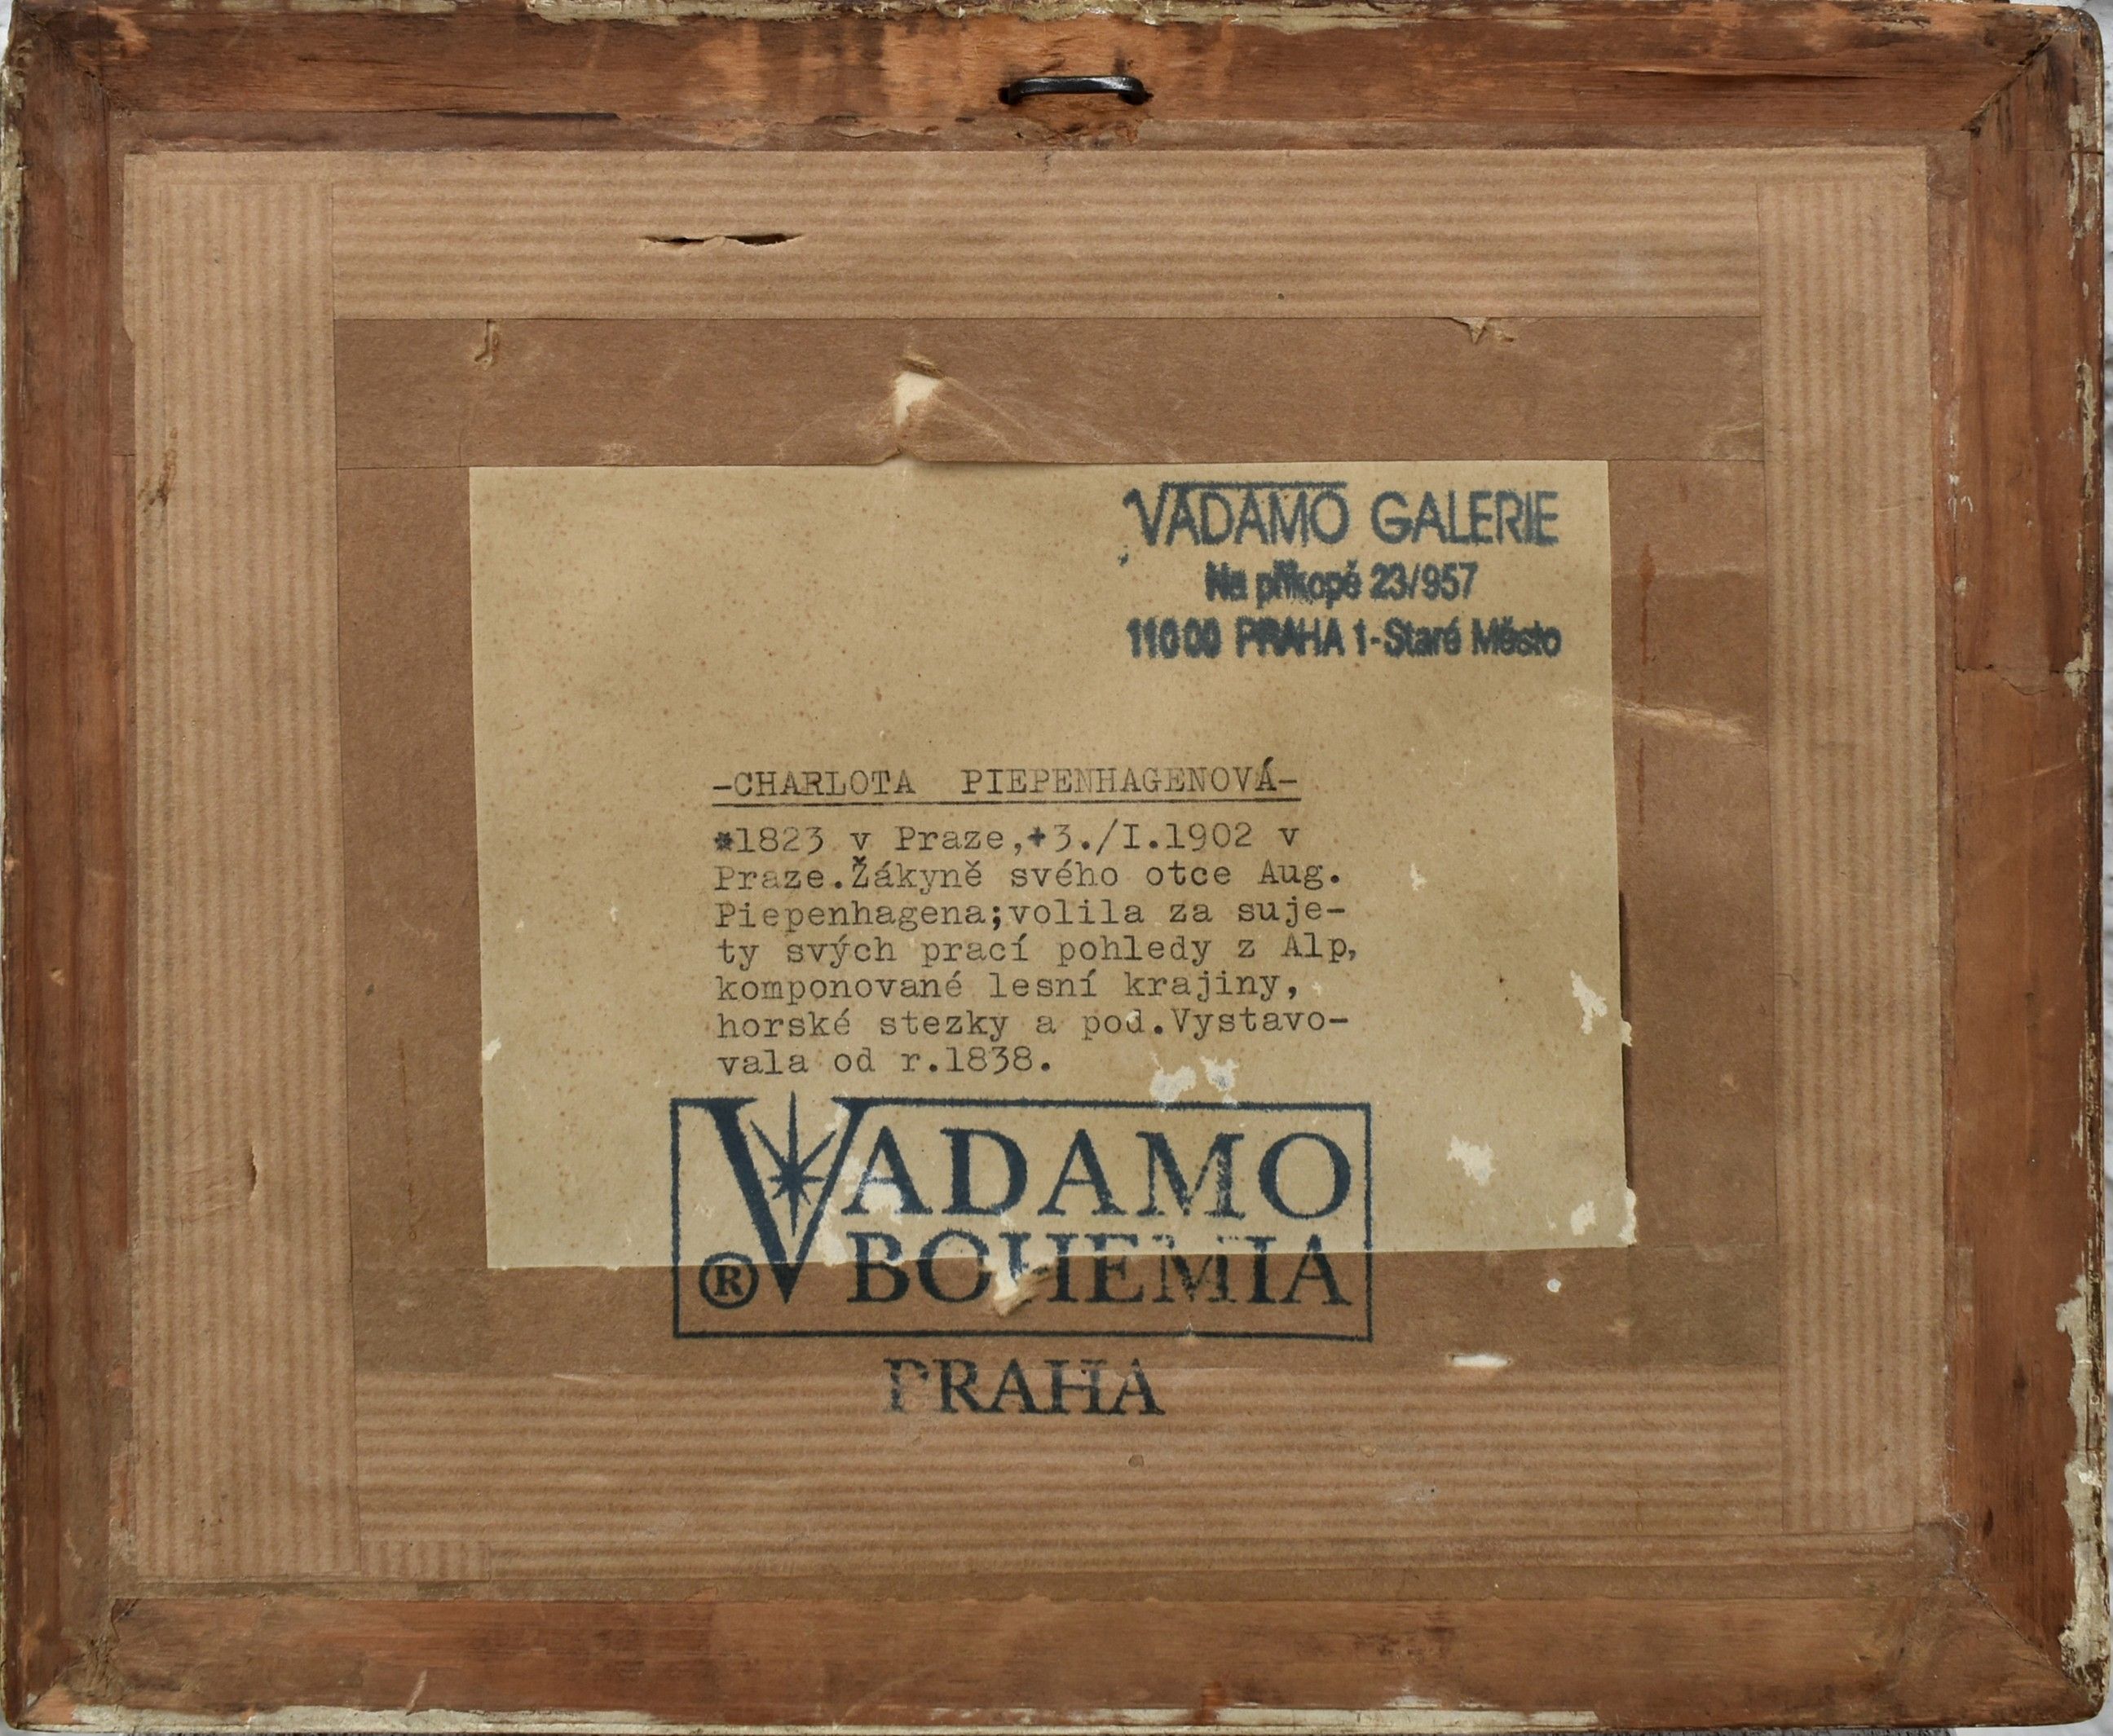 VADAMO GALERIE
Na příkopě 23/957
110 00 PRAHA 1-Staré Město
-CHARLOTA PIEPENHAGENOVÁ-
*1823 v Praze,+3./I.1902 v
Praze.Žákyně svého otce Aug.
Piepenhagena;volila za suje-
ty svých prací pohledy z Alp,
komponované lesní krajiny,
horské stezky a pod.Vystavo-
vala od r.1838.
VADAMO
® BOHEMIA
PRAHA